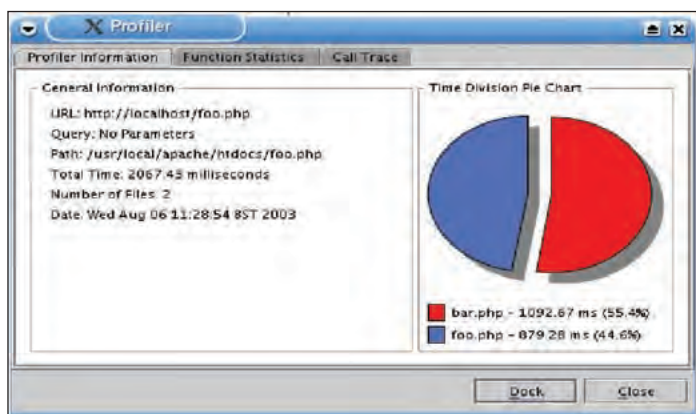 Profiler
Profiler Information Function Statistics Call Trace
General Information
URL: http://localhost/foo.php
Query: No Parameters
Path: /usr/local/apache/htdocs/foo.php
Total Time: 2067.43 milliseconds
Number of Files: 2
Date: Wed Aug 06 11:28:54 BST 2003
Time Division Pie Chart
bar.php - 1092.67 ms (55.4%)
foo.php - 879.28 ms (44.6%)
Dock Close